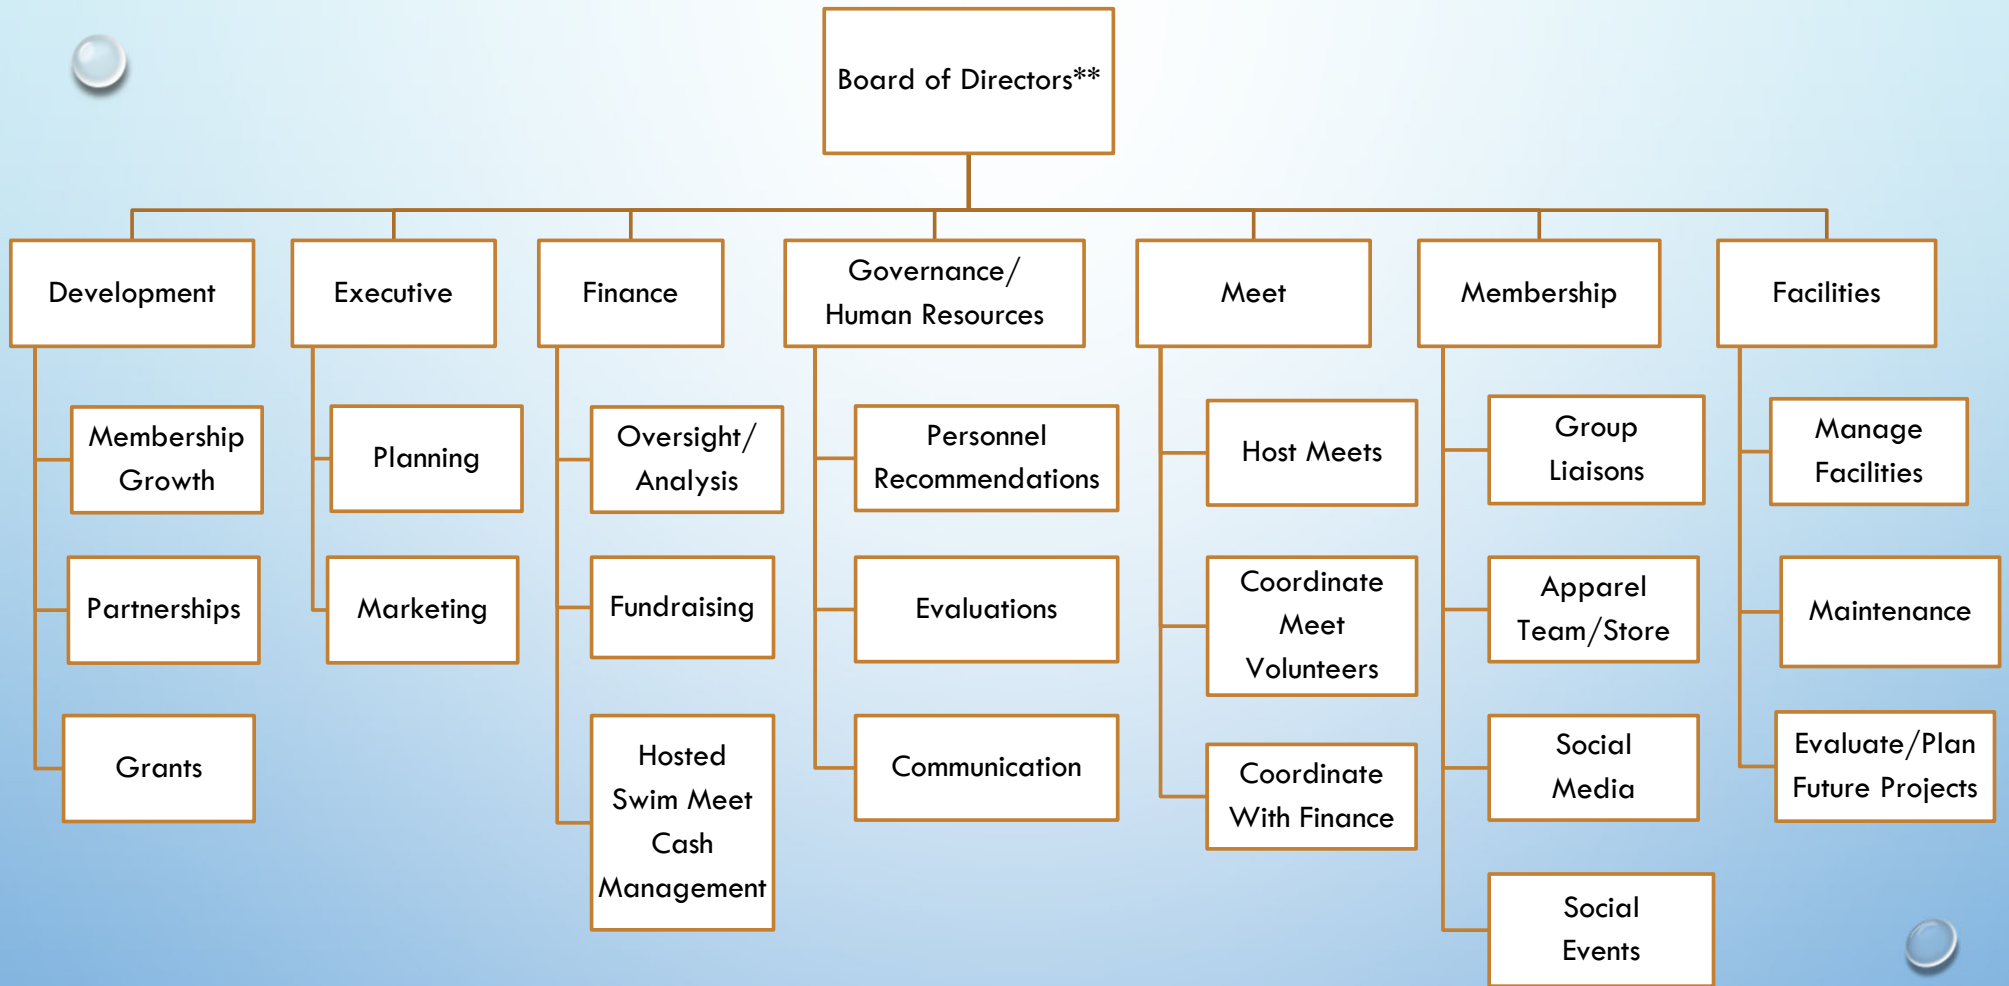 Board of Directors**
Development
Executive
Finance
Governance/
Human Resources
Meet
Membership
Facilities
Membership
Growth
Partnerships
Grants
Planning
Marketing
Oversight/
Analysis
Fundraising
Hosted
Swim Meet
Cash
Management
Personnel
Recommendations
Evaluations
Communication
Host Meets
Coordinate
Meet
Volunteers
Coordinate
With Finance
Group
Liaisons
Apparel
Team/Store
Social
Media
Social
Events
Manage
Facilities
Maintenance
Evaluate/Plan
Future Projects